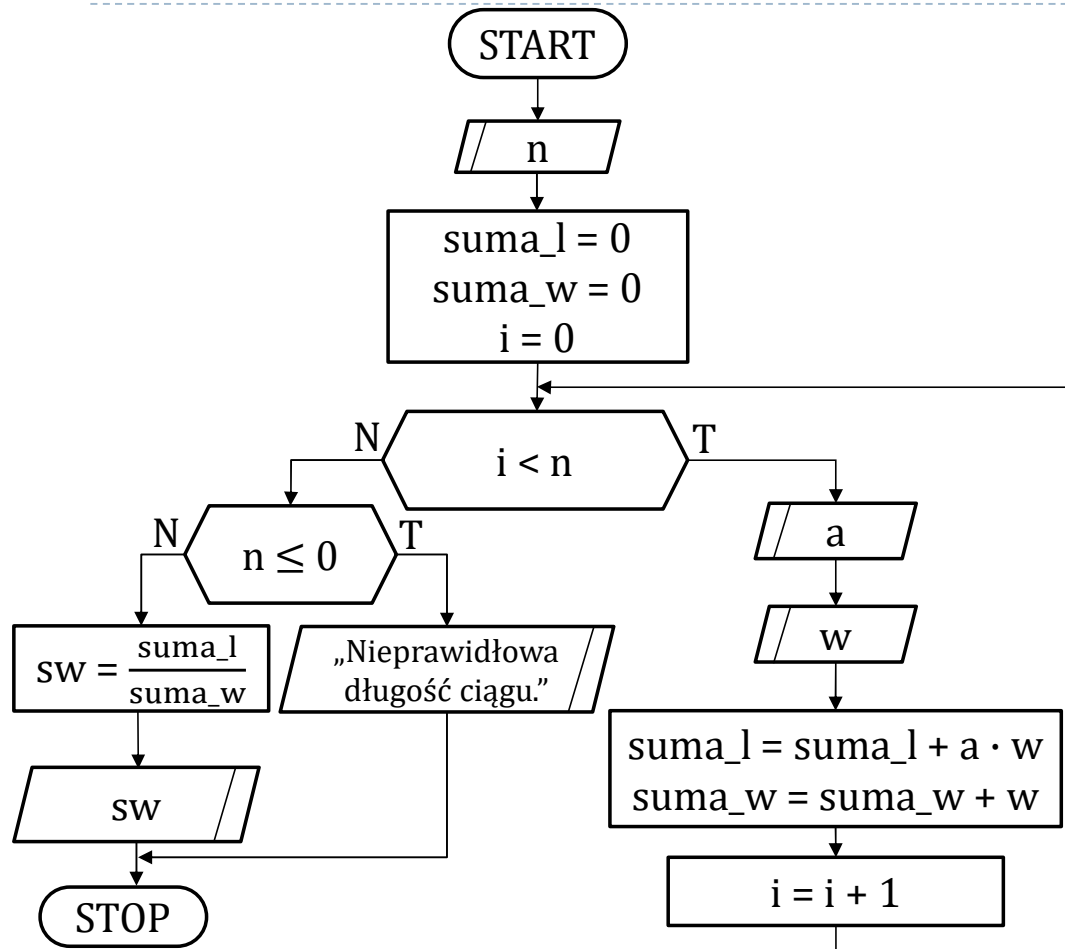 START
n
suma_l = 0
suma_w = 0
i = 0
N
i < n
T
N
n ≤ 0
T
a
w
sw = suma_l
suma_w
„Nieprawidłowa
długość ciągu.”
suma_l = suma_l + a · w
suma_w = suma_w + w
sw
i = i + 1
STOP